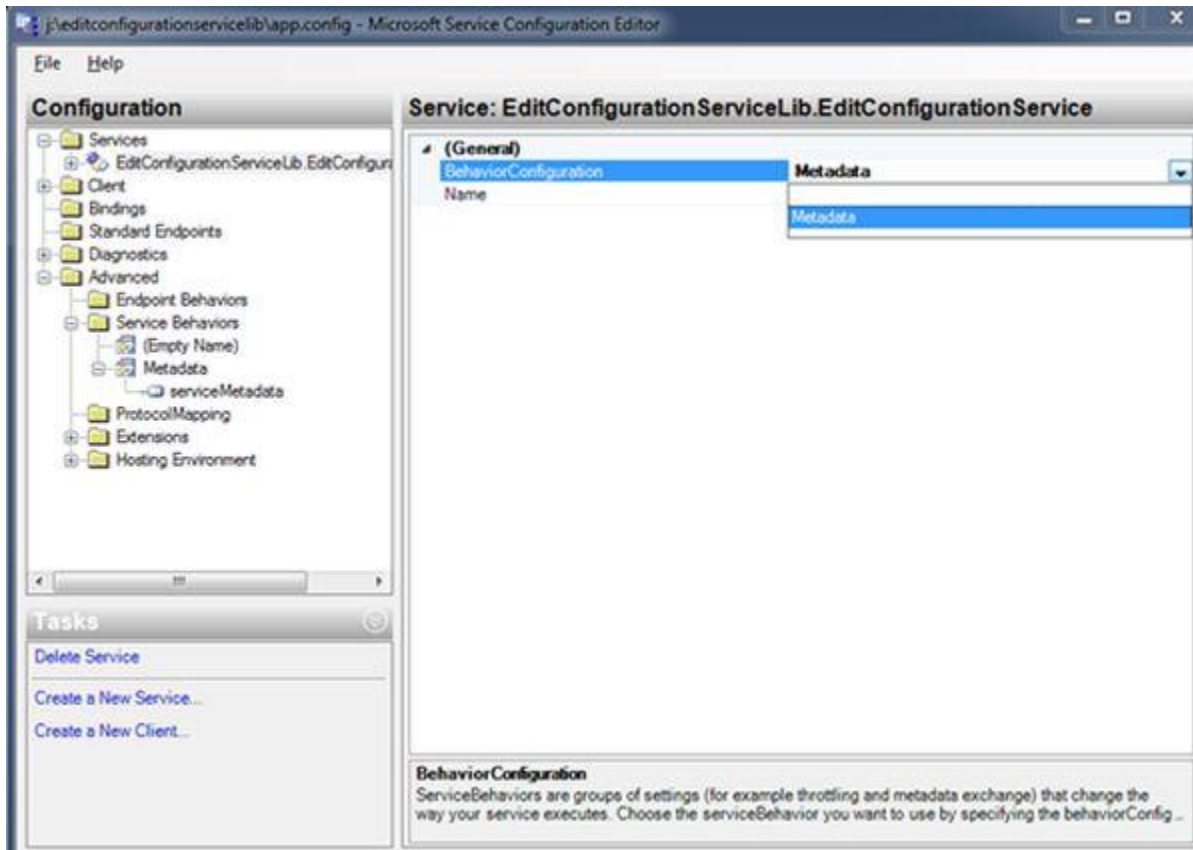 j:\editconfigurationservicelib\app.config - Microsoft Service Configuration Editor
File Help
Configuration
Services
EditConfigurationServiceLib.EditConfigura
Client
Bindings
Standard Endpoints
Diagnostics
Advanced
Endpoint Behaviors
Service Behaviors
(Empty Name)
Metadata
serviceMetadata
ProtocolMapping
Extensions
Hosting Environment
Tasks
Delete Service
Create a New Service...
Create a New Client...
Service: EditConfigurationServiceLib.EditConfigurationService
(General)
BehaviorConfiguration Metadata
Name
Metadata
BehaviorConfiguration
ServiceBehaviors are groups of settings (for example throttling and metadata exchange) that change the
way your service executes. Choose the serviceBehavior you want to use by specifying the behaviorConfig ...